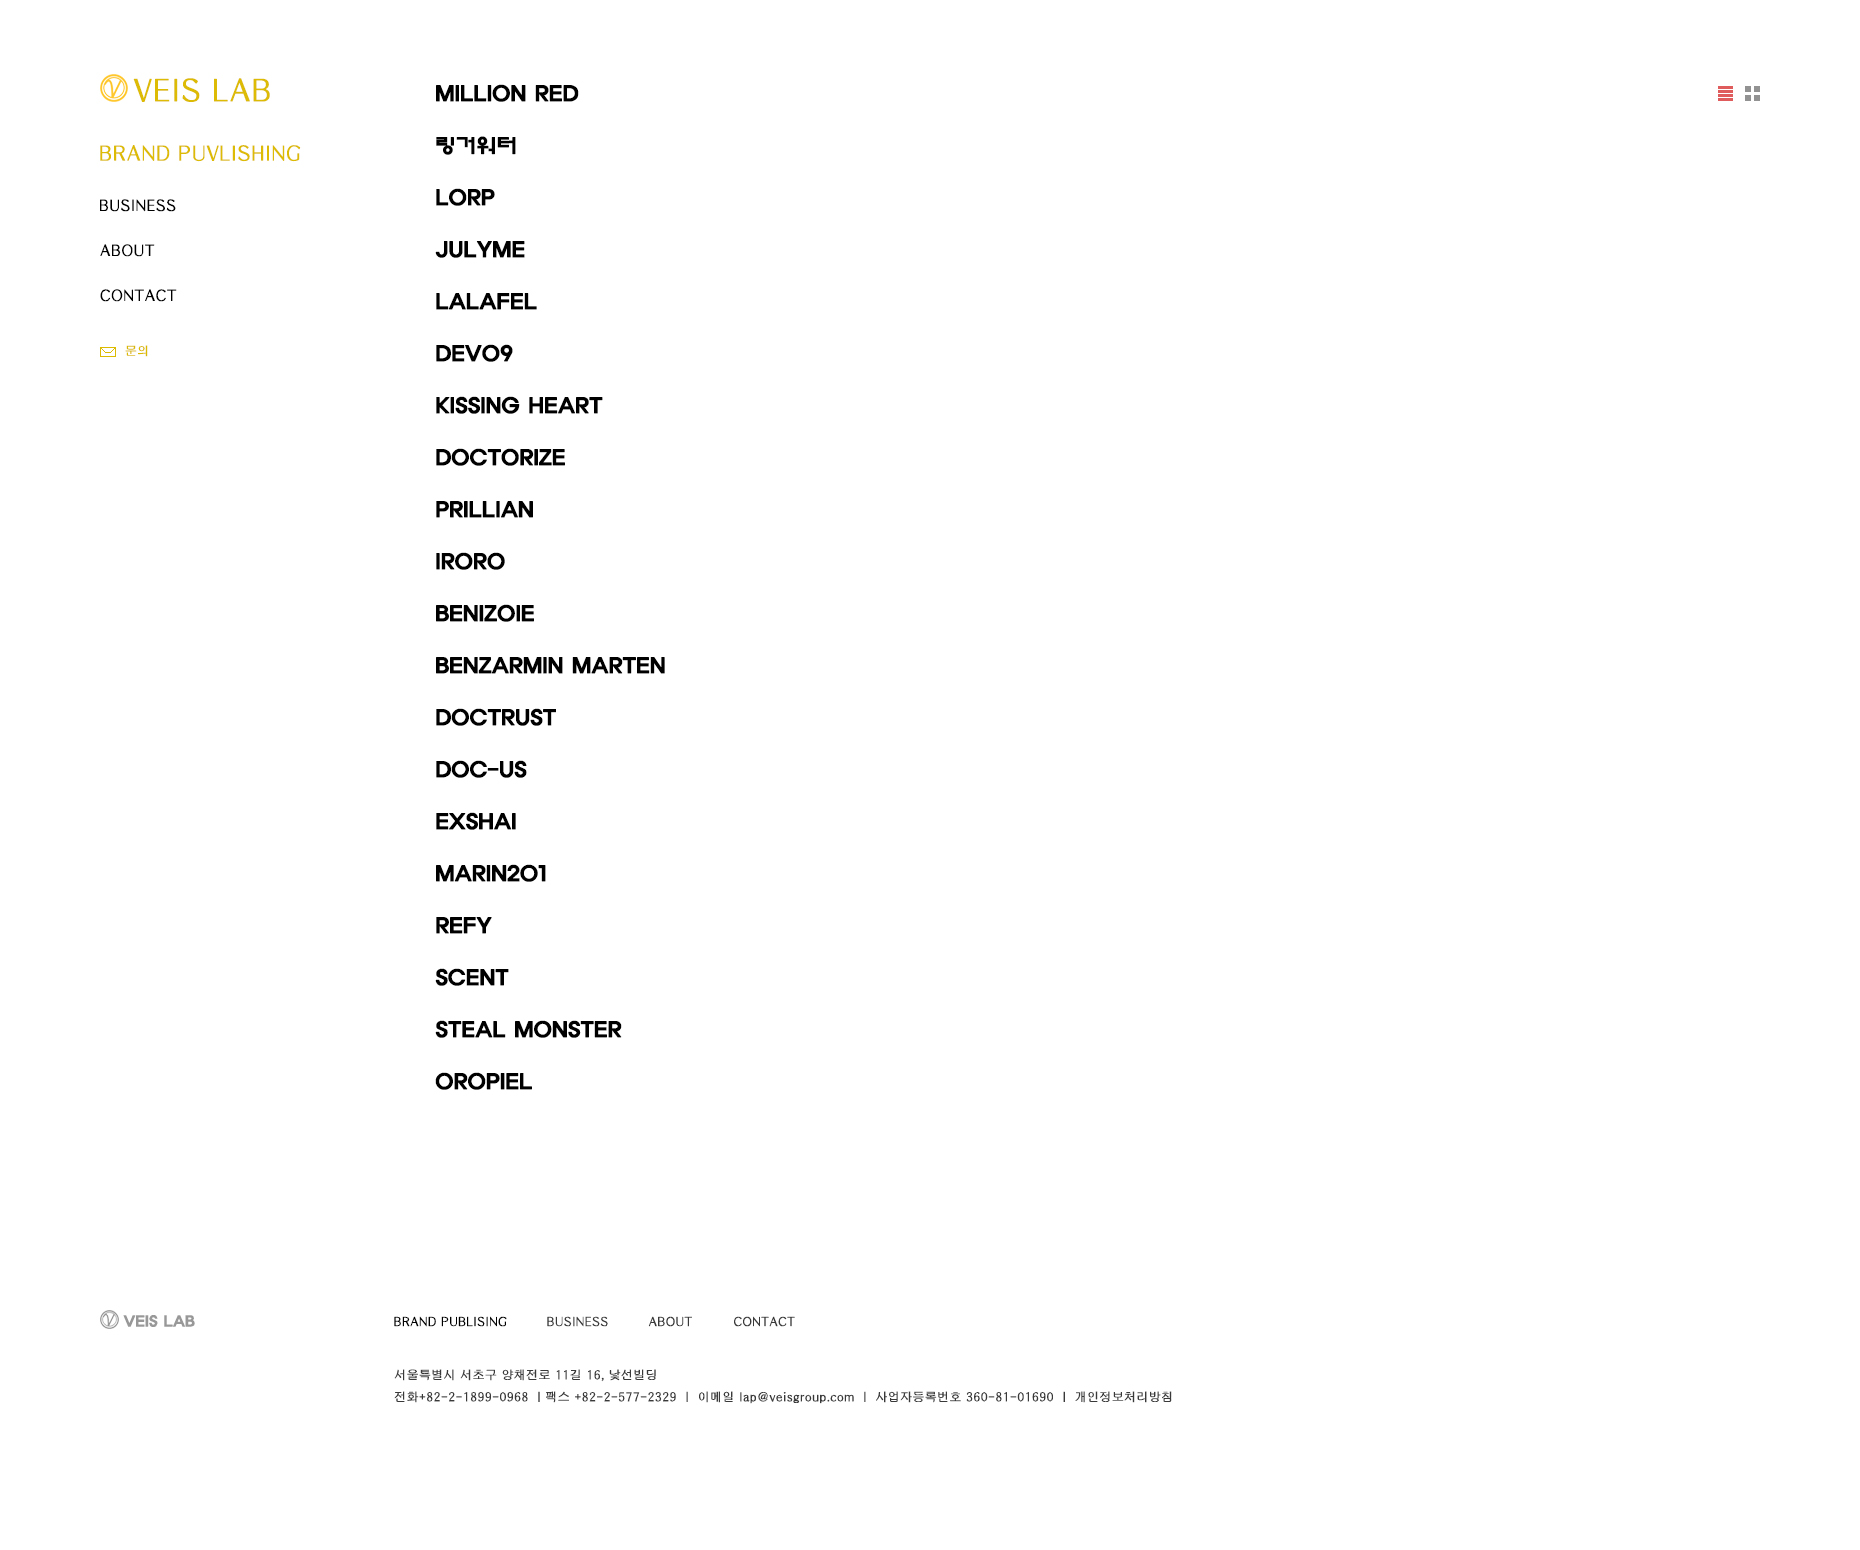 VEIS LAB
BRAND PUVLISHING
BUSINESS
ABOUT
CONTACT
문의
MILLION RED
링거워터
LORP
JULYME
LALAFEL
DEVO9
KISSING HEART
DOCTORIZE
PRILLIAN
IRORO
BENIZOIE
BENZARMIN MARTEN
DOCTRUST
DOC-US
EXSHAI
MARIN201
REFY
SCENT
STEAL MONSTER
OROPIEL
VEIS LAB
BRAND PUBLISING BUSINESS ABOUT CONTACT
서울특별시 서초구 양채전로 11길 16, 낯선빌딩
전화+82-2-1899-0968 | 팩스 +82-2-577-2329 | 이메일 lap@veisgroup.com | 사업자등록번호 360-81-01690 | 개인정보처리방침